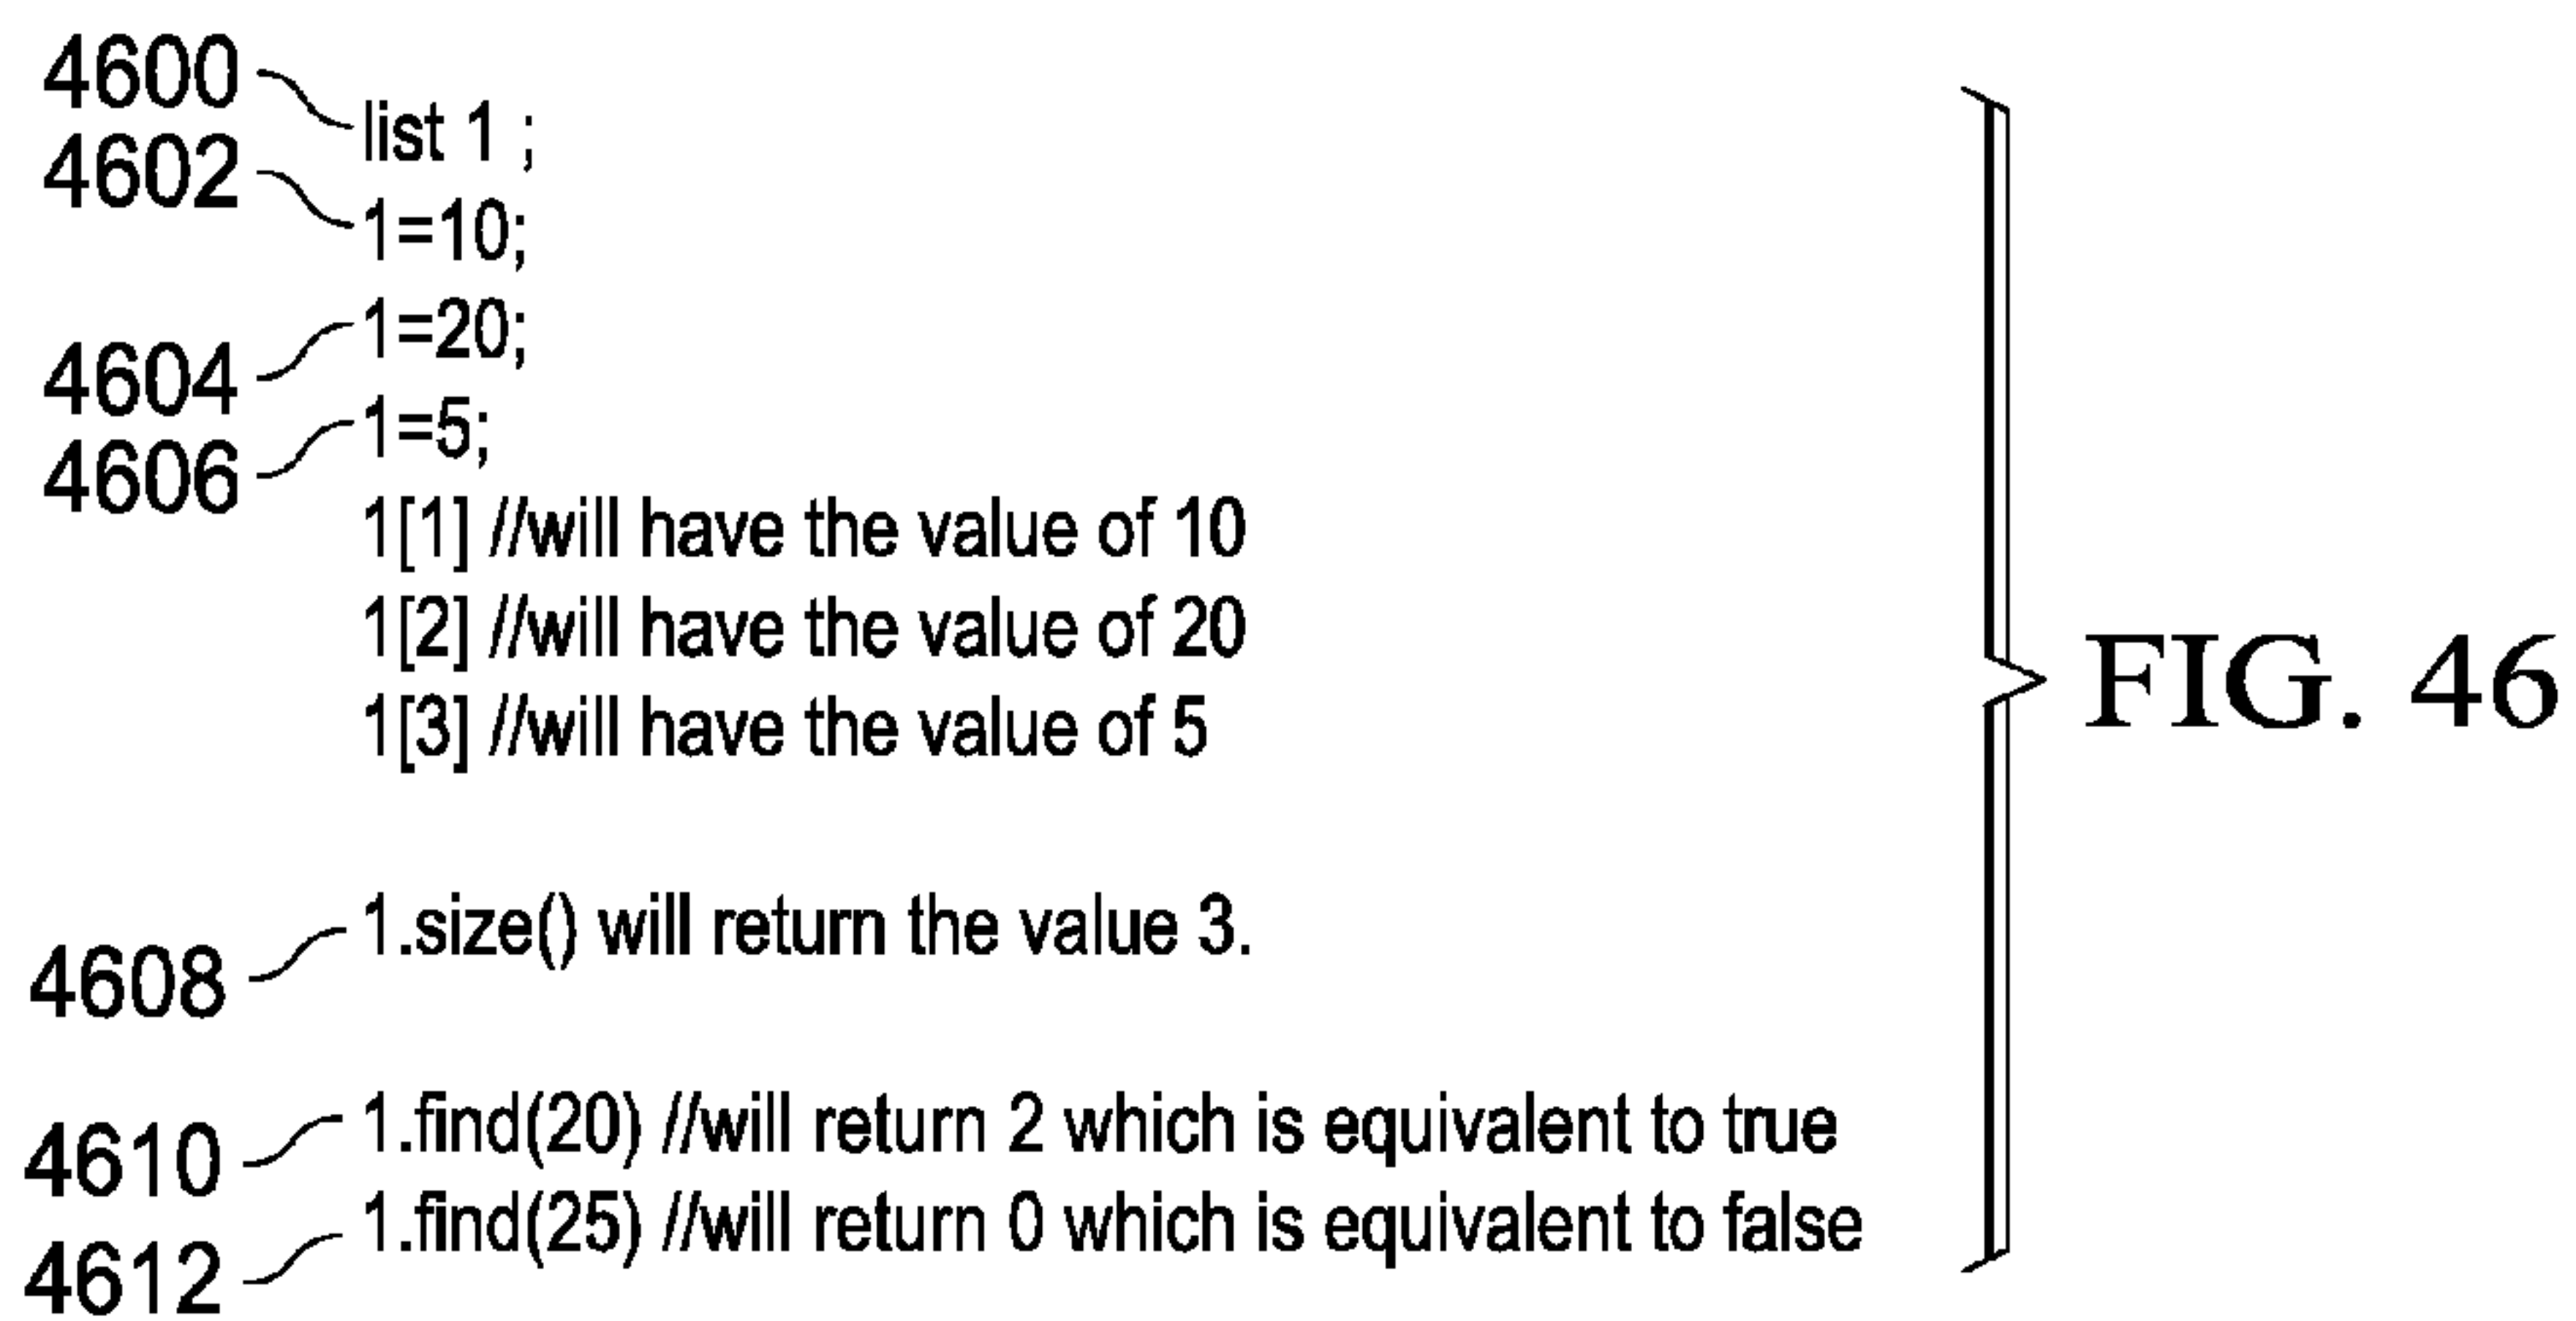 4600 list 1 ;
4602 1=10;
4604 1=20;
4606 1=5;
1[1] //will have the value of 10
1[2] //will have the value of 20
1[3] //will have the value of 5
4608 1.size() will return the value 3.
4610 1.find(20) //will return 2 which is equivalent to true
4612 1.find(25) //will return 0 which is equivalent to false
FIG. 46